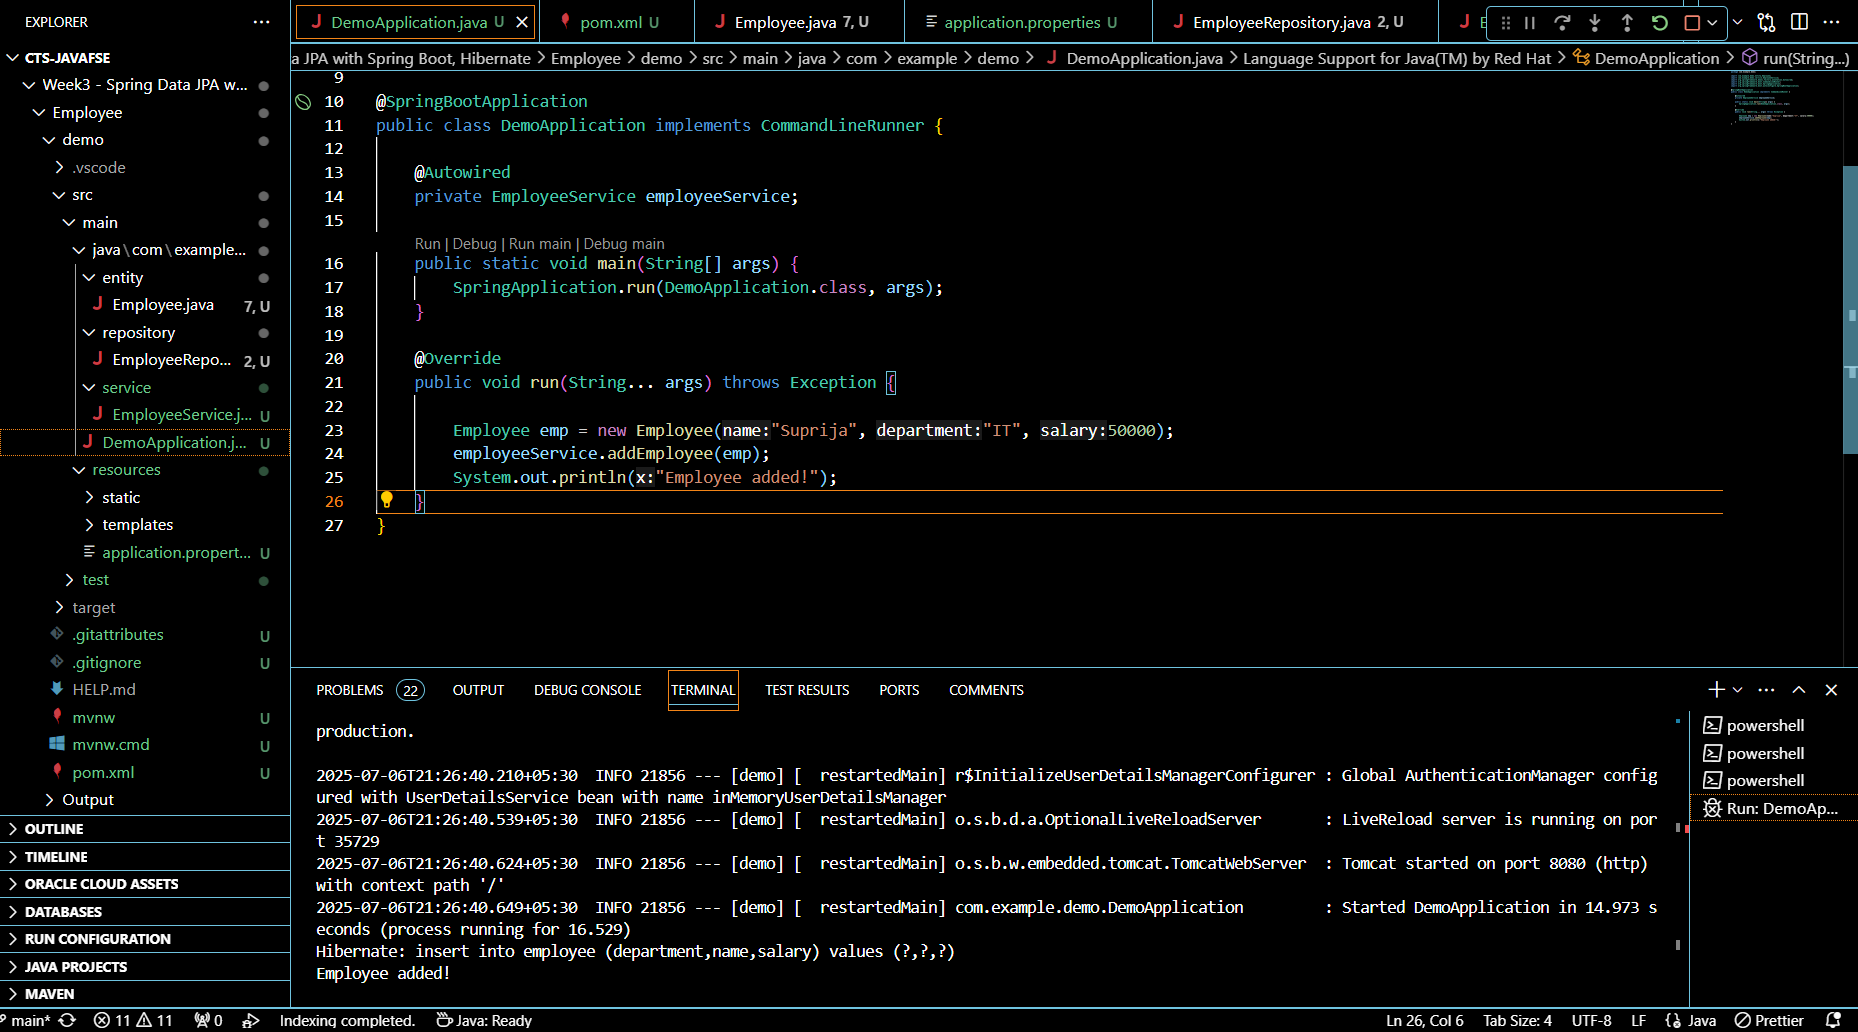 EXPLORER
CTS-JAVAFSE
Week3 - Spring Data JPA w...
Employee
demo
.vscode
src
main
java\com\example...
entity
Employee.java 7, U
repository
EmployeeRepo... 2, U
service
EmployeeService.j... U
DemoApplication.j... U
resources
static
templates
application.propert... U
test
target
.gitattributes U
.gitignore U
HELP.md
mvnw U
mvnw.cmd U
pom.xml U
Output
OUTLINE
TIMELINE
ORACLE CLOUD ASSETS
DATABASES
RUN CONFIGURATION
JAVA PROJECTS
MAVEN
DemoApplication.java U
pom.xml U
Employee.java 7, U
application.properties U
EmployeeRepository.java 2, U
a JPA with Spring Boot, Hibernate > Employee > demo > src > main > java > com > example > demo > DemoApplication.java > Language Support for Java(TM) by Red Hat > DemoApplication > run(String...)
9
10 @SpringBootApplication
11 public class DemoApplication implements CommandLineRunner {
12
13 @Autowired
14 private EmployeeService employeeService;
15
Run | Debug | Run main | Debug main
16 public static void main(String[] args) {
17 SpringApplication.run(DemoApplication.class, args);
18 }
19
20 @Override
21 public void run(String... args) throws Exception {
22
23 Employee emp = new Employee(name:"Suprija", department:"IT", salary:50000);
24 employeeService.addEmployee(emp);
25 System.out.println(x:"Employee added!");
26 }
27 }
PROBLEMS 22 OUTPUT DEBUG CONSOLE TERMINAL TEST RESULTS PORTS COMMENTS
production.
2025-07-06T21:26:40.210+05:30 INFO 21856 --- [demo] [ restartedMain] r$InitializeUserDetailsManagerConfigurer : Global AuthenticationManager config
ured with UserDetailsService bean with name inMemoryUserDetailsManager
2025-07-06T21:26:40.539+05:30 INFO 21856 --- [demo] [ restartedMain] o.s.b.d.a.OptionalLiveReloadServer : LiveReload server is running on por
t 35729
2025-07-06T21:26:40.624+05:30 INFO 21856 --- [demo] [ restartedMain] o.s.b.w.embedded.tomcat.TomcatWebServer : Tomcat started on port 8080 (http)
with context path '/'
2025-07-06T21:26:40.649+05:30 INFO 21856 --- [demo] [ restartedMain] com.example.demo.DemoApplication : Started DemoApplication in 14.973 s
econds (process running for 16.529)
Hibernate: insert into employee (department,name,salary) values (?,?,?)
Employee added!
powershell
powershell
powershell
Run: DemoAp...
main* 11 11 0 Indexing completed. Java: Ready
Ln 26, Col 6 Tab Size: 4 UTF-8 LF {} Java Prettier